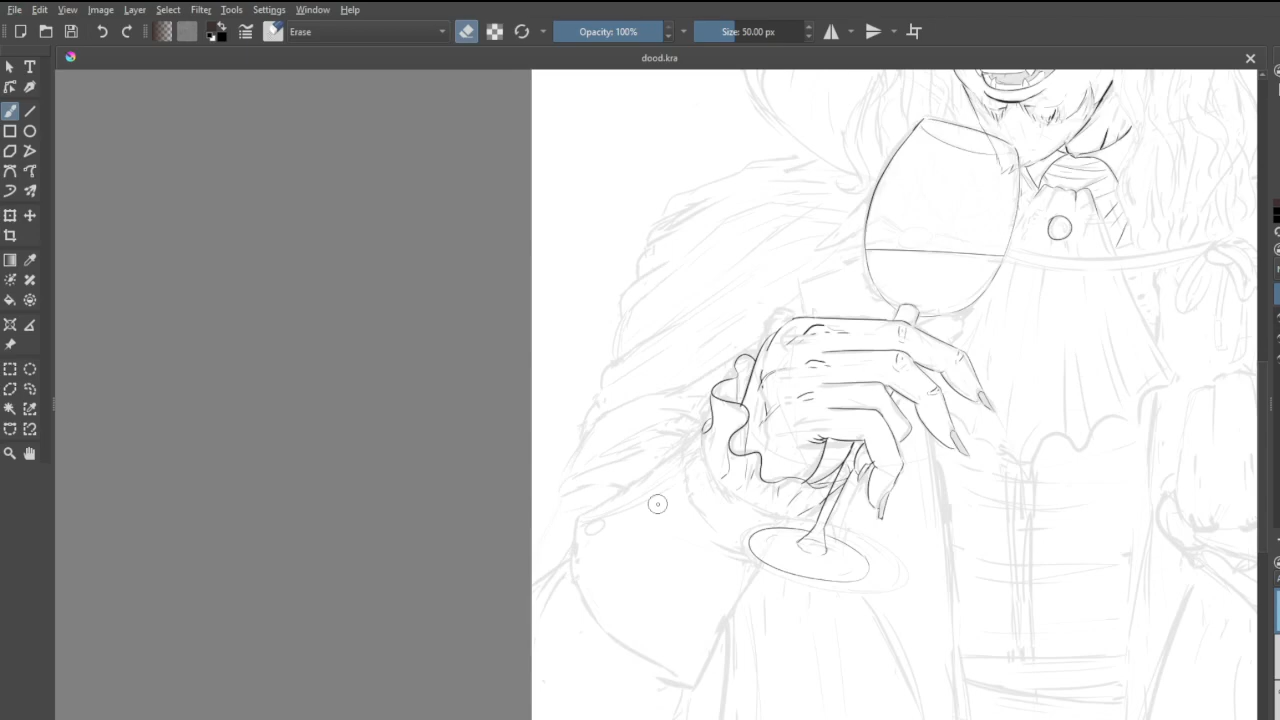 File Edit View Image Layer Select Filter Tools Settings Window Help
Erase Opacity: 100% Size: 50.00 px
dood.kra